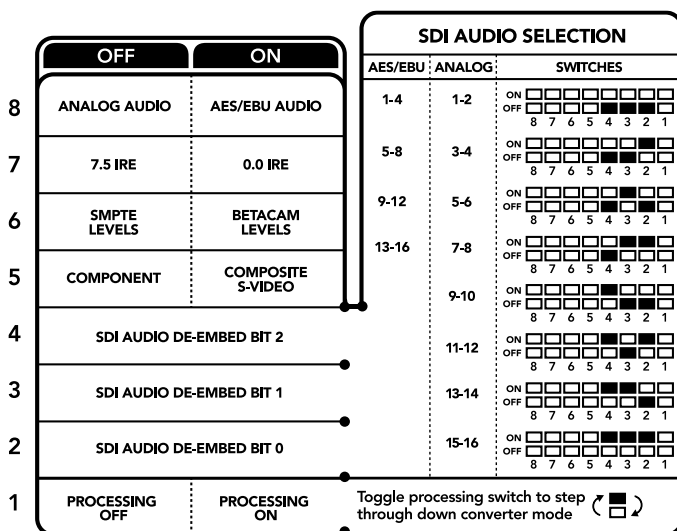 OFF ON
8 ANALOG AUDIO AES/EBU AUDIO
7 7.5 IRE 0.0 IRE
6 SMPTE LEVELS BETACAM LEVELS
5 COMPONENT COMPOSITE S-VIDEO
4 SDI AUDIO DE-EMBED BIT 2
3 SDI AUDIO DE-EMBED BIT 1
2 SDI AUDIO DE-EMBED BIT 0
1 PROCESSING OFF PROCESSING ON
SDI AUDIO SELECTION
AES/EBU ANALOG SWITCHES
1-4 1-2 ON
OFF
8 7 6 5 4 3 2 1
5-8 3-4 ON
OFF
8 7 6 5 4 3 2 1
9-12 5-6 ON
OFF
8 7 6 5 4 3 2 1
13-16 7-8 ON
OFF
8 7 6 5 4 3 2 1
9-10 ON
OFF
8 7 6 5 4 3 2 1
11-12 ON
OFF
8 7 6 5 4 3 2 1
13-14 ON
OFF
8 7 6 5 4 3 2 1
15-16 ON
OFF
8 7 6 5 4 3 2 1
Toggle processing switch to step
through down converter mode